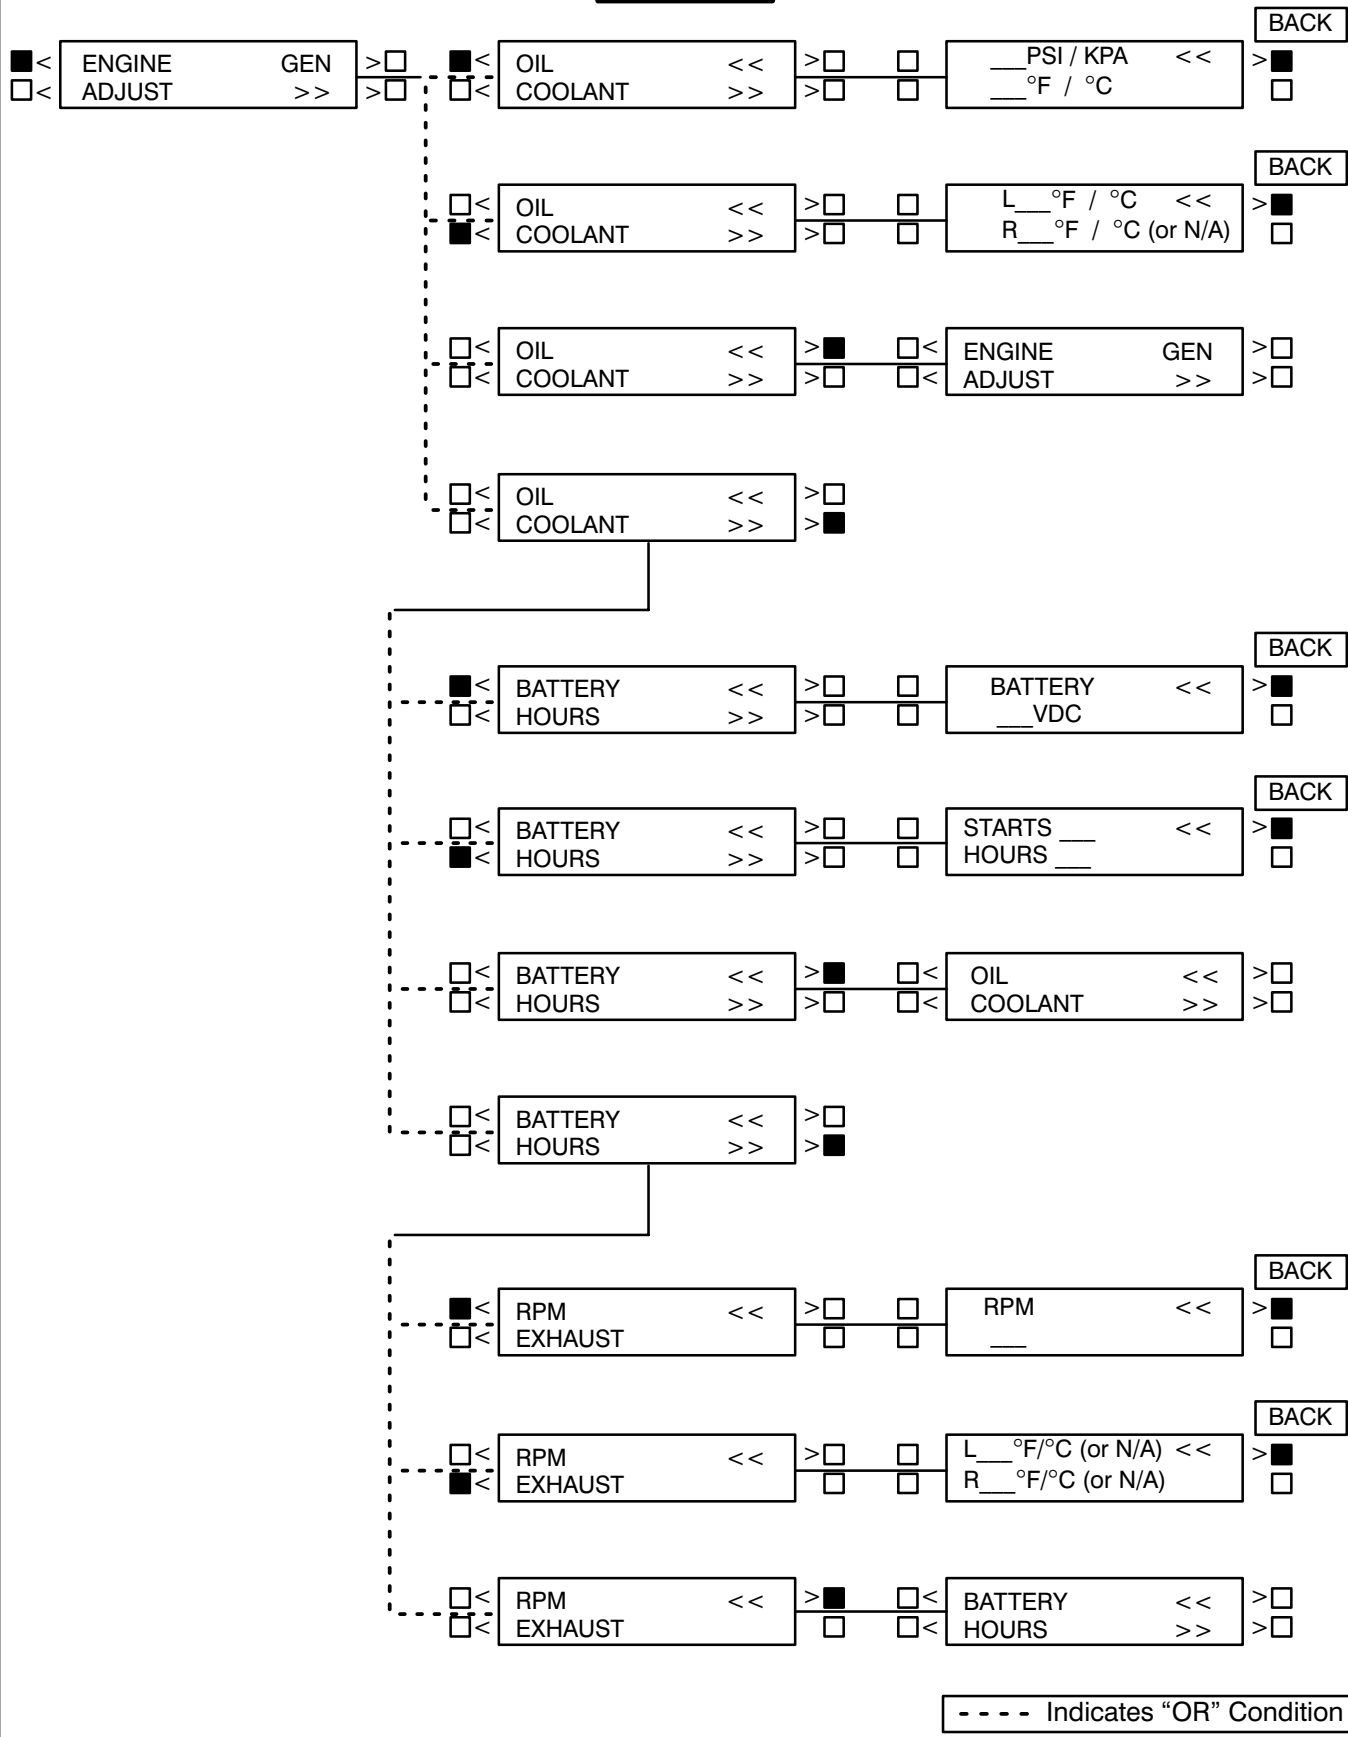 BACK
< ENGINE GEN >
< ADJUST >> >
< OIL << >
< COOLANT >> >
___PSI / KPA << >
___°F / °C
BACK
< OIL << >
< COOLANT >> >
L___°F / °C << >
R___°F / °C (or N/A)
< OIL << >
< COOLANT >> >
< ENGINE GEN >
< ADJUST >> >
< OIL << >
< COOLANT >> >
BACK
< BATTERY << >
< HOURS >> >
BATTERY << >
___VDC
BACK
< BATTERY << >
< HOURS >> >
STARTS ___ << >
HOURS ___
< BATTERY << >
< HOURS >> >
< OIL << >
< COOLANT >> >
< BATTERY << >
< HOURS >> >
BACK
< RPM << >
< EXHAUST
RPM << >
___
BACK
< RPM << >
< EXHAUST
L___°F/°C (or N/A) << >
R___°F/°C (or N/A)
< RPM << >
< EXHAUST
< BATTERY << >
< HOURS >> >
- - - - Indicates “OR” Condition